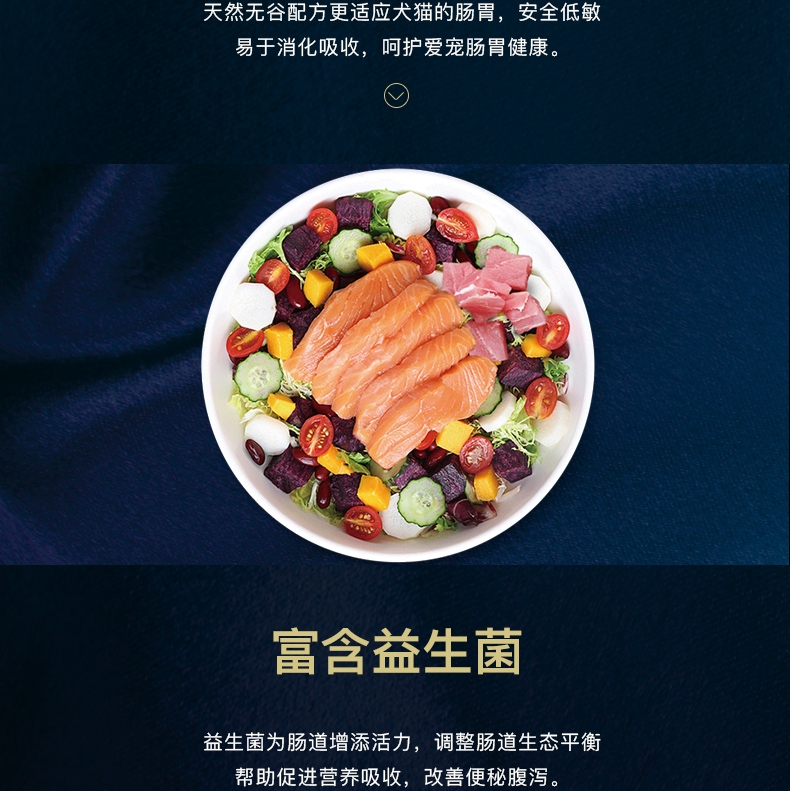 天然无谷配方更适应犬猫的肠胃，安全低敏
易于消化吸收，呵护爱宠肠胃健康。
富含益生菌
益生菌为肠道增添活力，调整肠道生态平衡
帮助促进营养吸收，改善便秘腹泻。